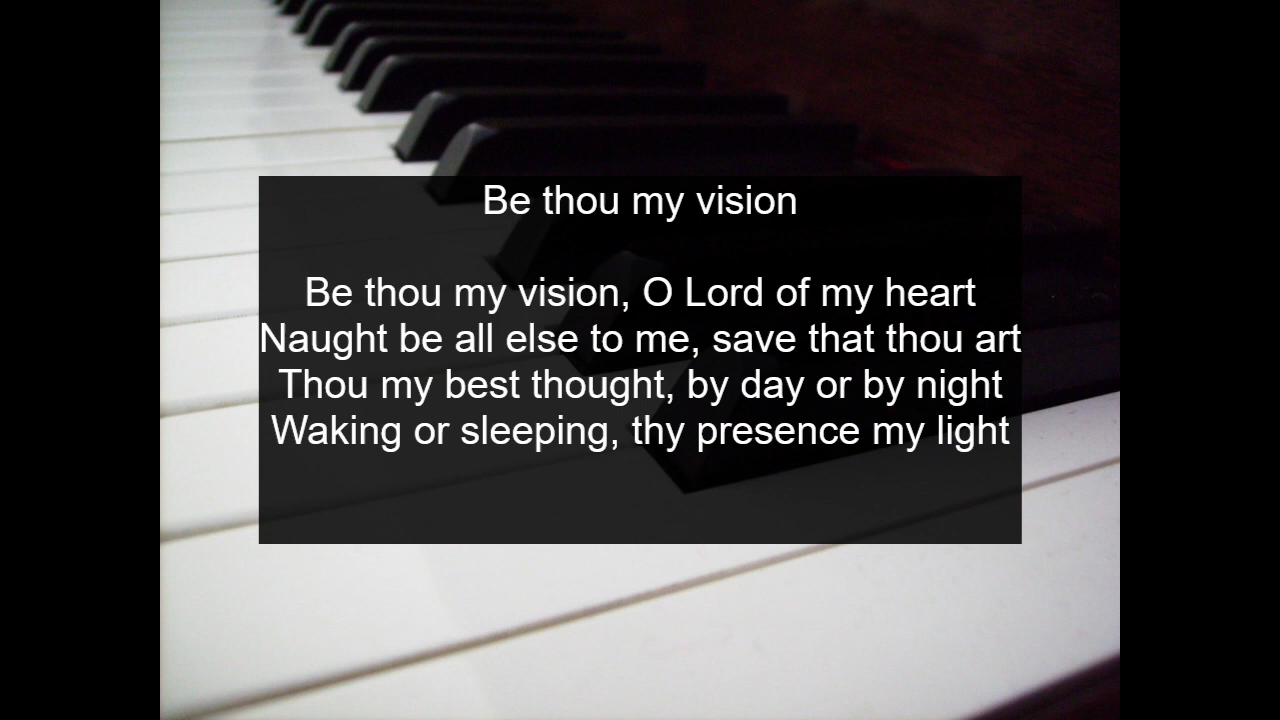 Be thou my vision
Be thou my vision, O Lord of my heart
Naught be all else to me, save that thou art
Thou my best thought, by day or by night
Waking or sleeping, thy presence my light